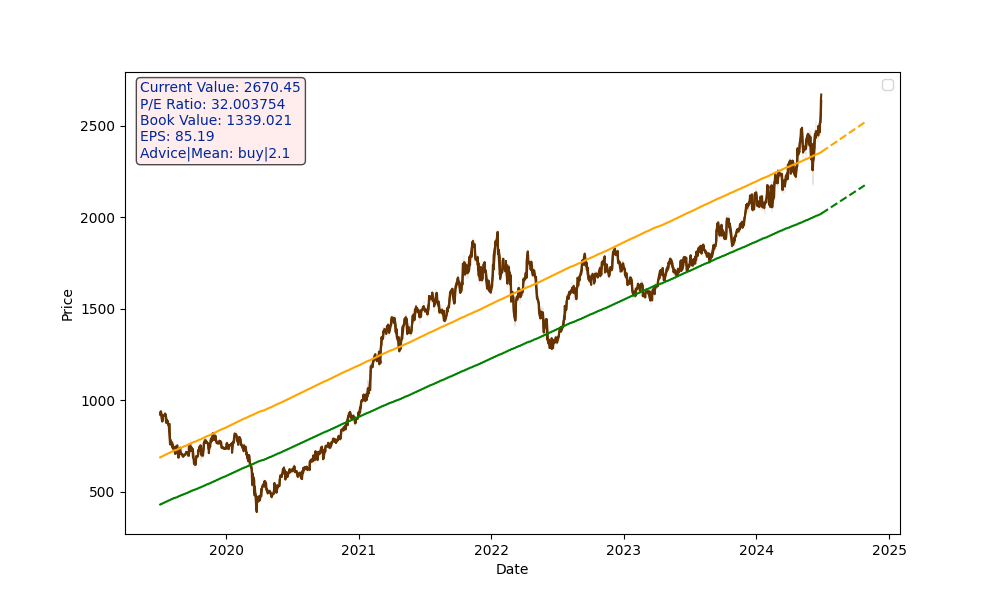 Current Value: 2670.45
P/E Ratio: 32.003754
Book Value: 1339.021
EPS: 85.19
Advice|Mean: buy|2.1
2500
2000
1500
1000
500
Price
2020
2021
2022
2023
2024
2025
Date